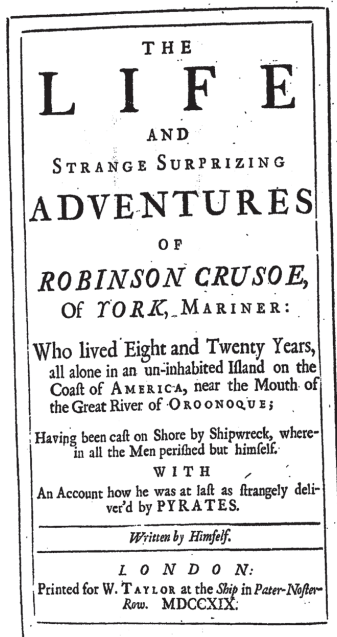 THE
LIFE
AND
STRANGE SURPRIZING
ADVENTURES
OF
ROBINSON CRUSOE,
Of YORK, MARINER:
Who lived Eight and Twenty Years,
all alone in an un-inhabited Iſland on the
Coaſt of AMERICA, near the Mouth of
the Great River of OROONOQUE;
Having been caſt on Shore by Shipwreck, where-
in all the Men periſhed but himſelf.
WITH
An Account how he was at laſt as ſtrangely deli-
ver'd by PYRATES.
Written by Himſelf.
LONDON:
Printed for W. TAYLOR at the Ship in Pater-Noſter-
Row. MDCCXIX.